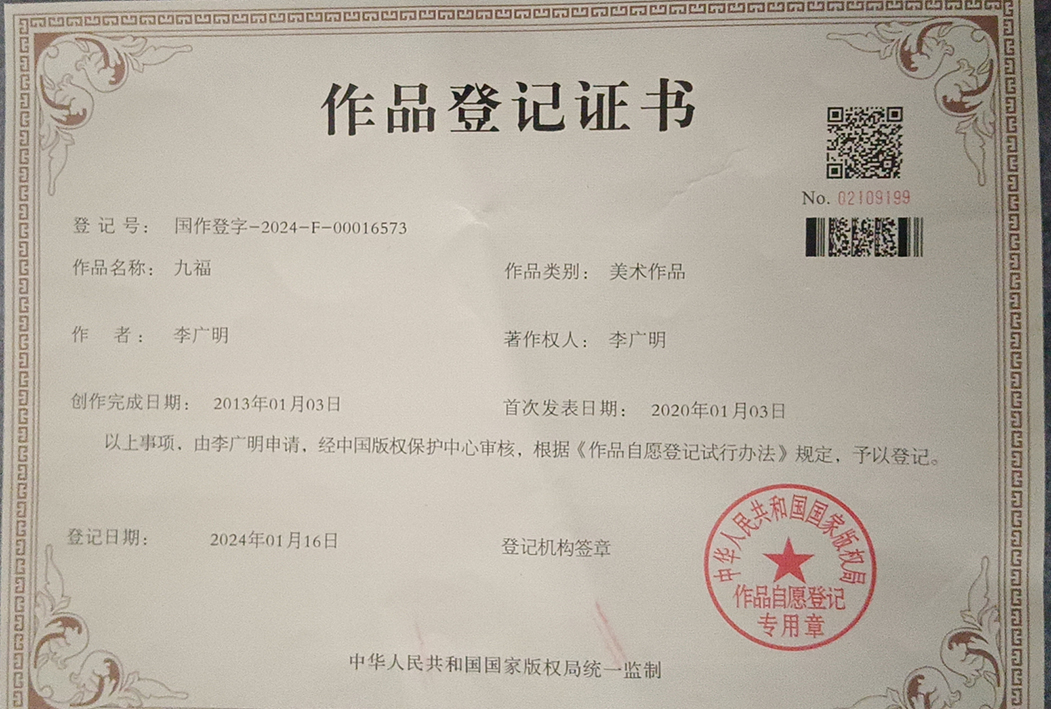 作品登记证书
No. 02109199
登 记 号： 国作登字-2024-F-00016573
作品名称： 九福
作品类别： 美术作品
作 者： 李广明
著作权人： 李广明
创作完成日期： 2013年01月03日
首次发表日期： 2020年01月03日
以上事项，由李广明申请，经中国版权保护中心审核，根据《作品自愿登记试行办法》规定，予以登记。
登记日期： 2024年01月16日
登记机构签章
中华人民共和国国家版权局
作品自愿登记
专用章
中华人民共和国国家版权局统一监制